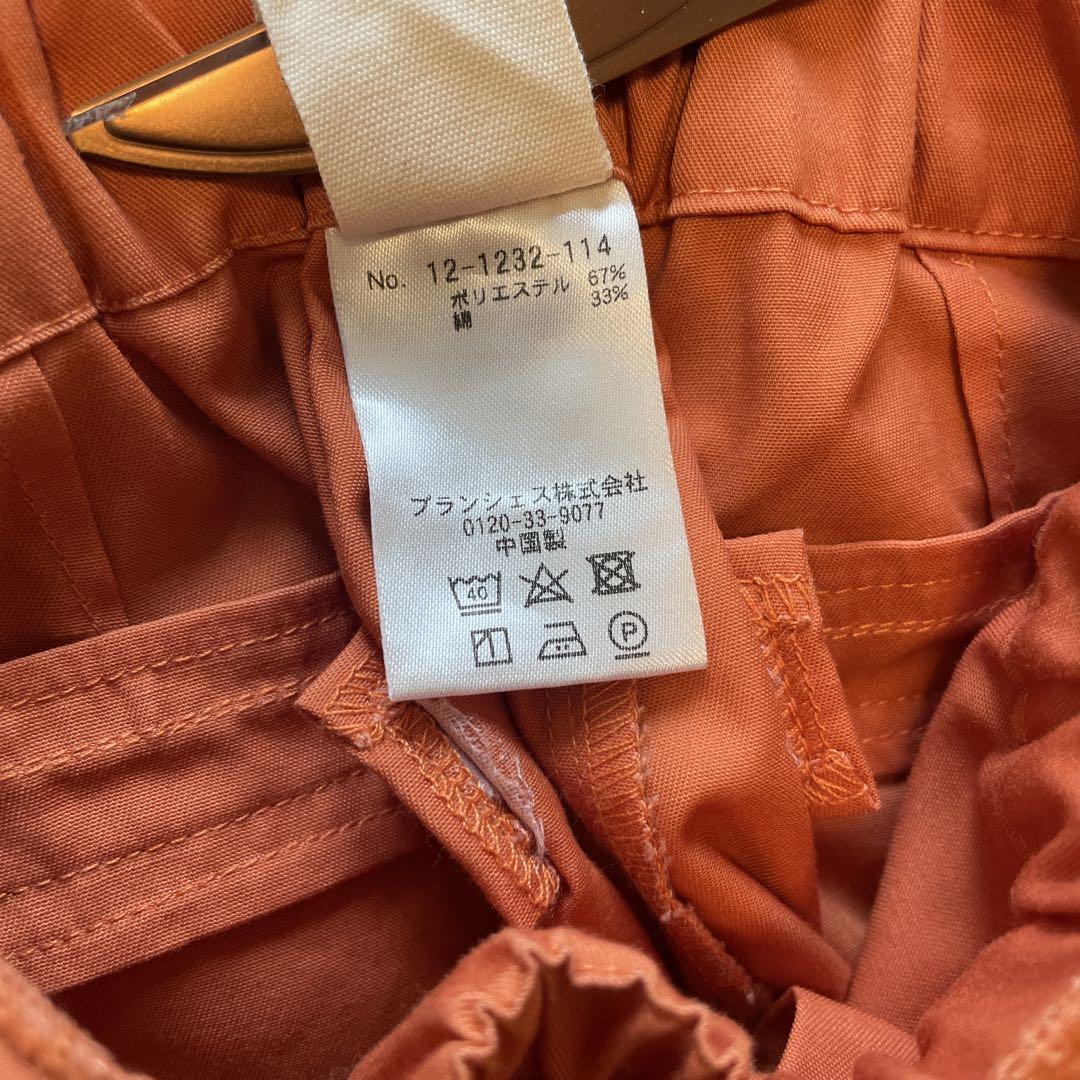 No. 12-1232-114
ポリエステル 67%
綿 33%
ブランシェス株式会社
0120-33-9077
中国製
40
P